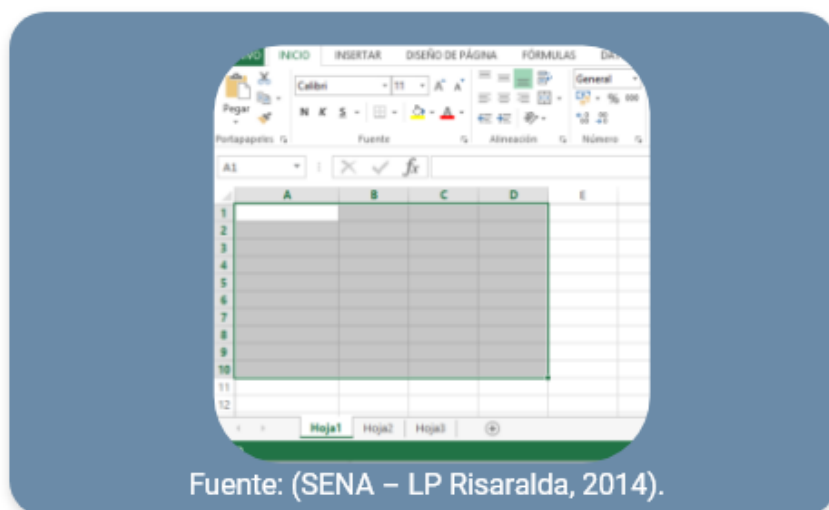 INICIO INSERTAR DISEÑO DE PÁGINA FÓRMULAS
Calibri 11 General
Pegar N K S % 000
Portapapeles Fuente Alineación Número
A1 fx
A B C D E
1
2
3
4
5
6
7
8
9
10
11
12
Hoja1 Hoja2 Hoja3
Fuente: (SENA – LP Risaralda, 2014).